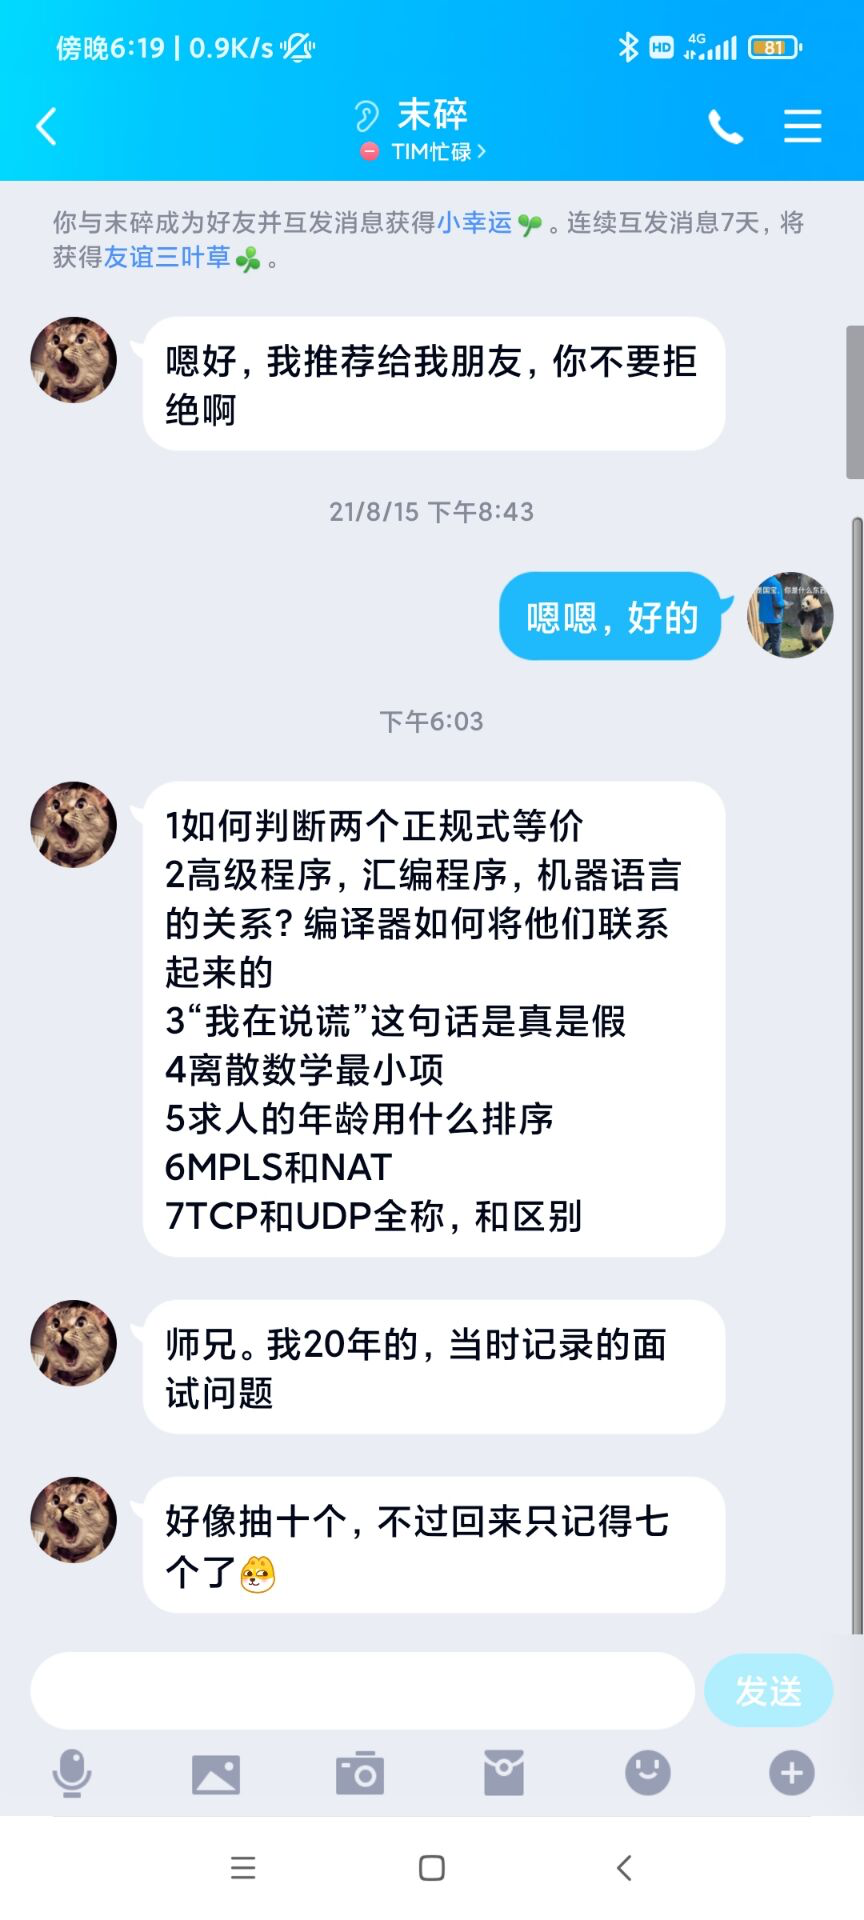 傍晚6:19 | 0.9K/s
HD 4G 81
末碎
TIM忙碌
你与末碎成为好友并互发消息获得小幸运。连续互发消息7天，将
获得友谊三叶草。
嗯好，我推荐给我朋友，你不要拒
绝啊
21/8/15 下午8:43
嗯嗯，好的
下午6:03
1如何判断两个正规式等价
2高级程序，汇编程序，机器语言
的关系？编译器如何将他们联系
起来的
3“我在说谎”这句话是真是假
4离散数学最小项
5求人的年龄用什么排序
6MPLS和NAT
7TCP和UDP全称，和区别
师兄。我20年的，当时记录的面
试问题
好像抽十个，不过回来只记得七
个了
发送